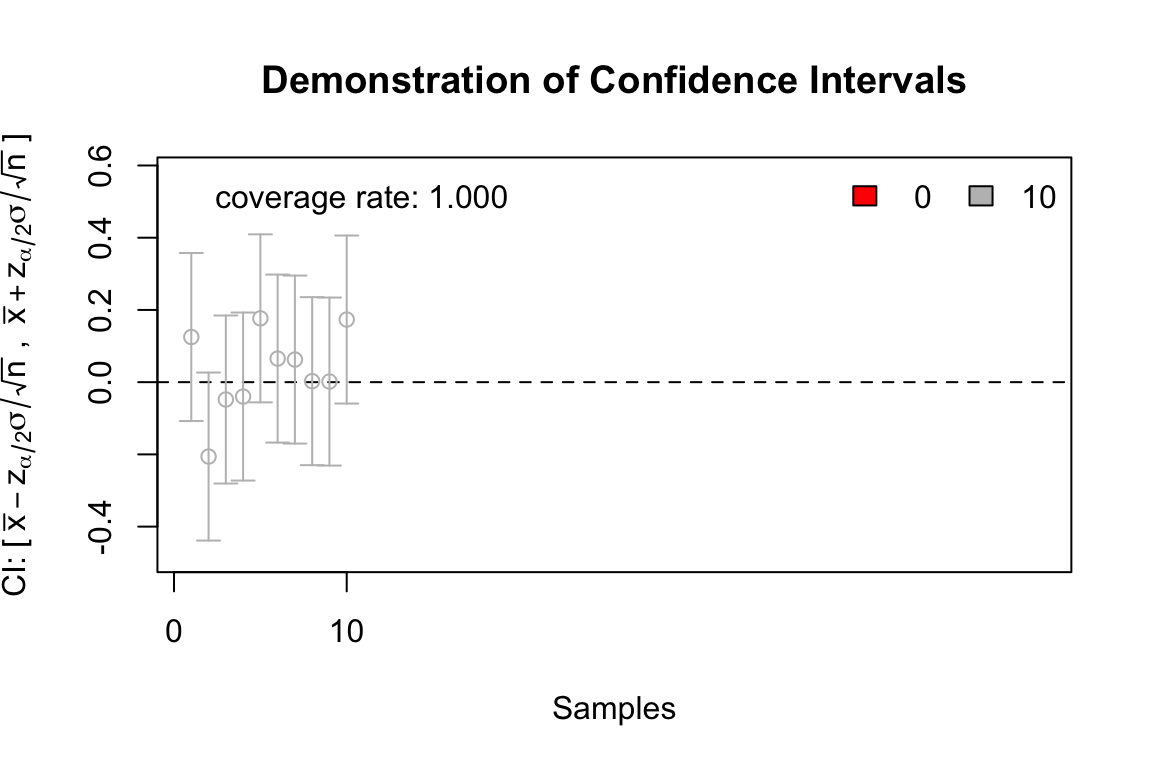 Demonstration of Confidence Intervals
CI: [ x̄ − zα/2σ/√n , x̄ + zα/2σ/√n ]
0.6
0.4
0.2
0.0
-0.4
coverage rate: 1.000
0 10
0 10
Samples